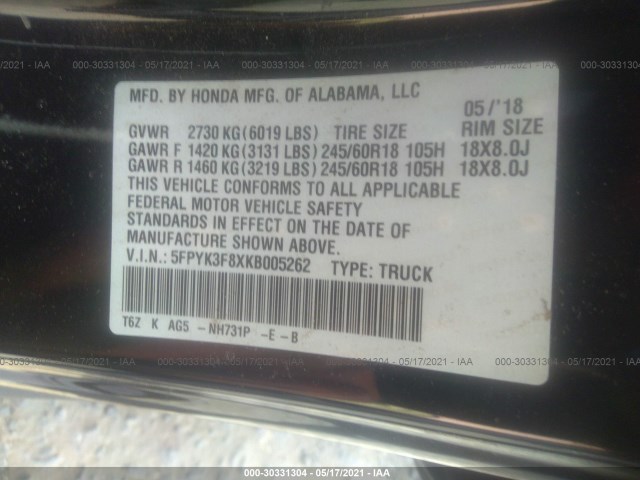 000-30331304 - 05/17/2021 - IAA
MFD. BY HONDA MFG. OF ALABAMA, LLC 05/'18
GVWR 2730 KG(6019 LBS) TIRE SIZE RIM SIZE
GAWR F 1420 KG(3131 LBS) 245/60R18 105H 18X8.0J
GAWR R 1460 KG(3219 LBS) 245/60R18 105H 18X8.0J
THIS VEHICLE CONFORMS TO ALL APPLICABLE
FEDERAL MOTOR VEHICLE SAFETY
STANDARDS IN EFFECT ON THE DATE OF
MANUFACTURE SHOWN ABOVE.
V.I.N.: 5FPYK3F8XKB005262 TYPE: TRUCK
T6Z K AG5 -NH731P -E-B
000-30331304 - 05/17/2021 - IAA